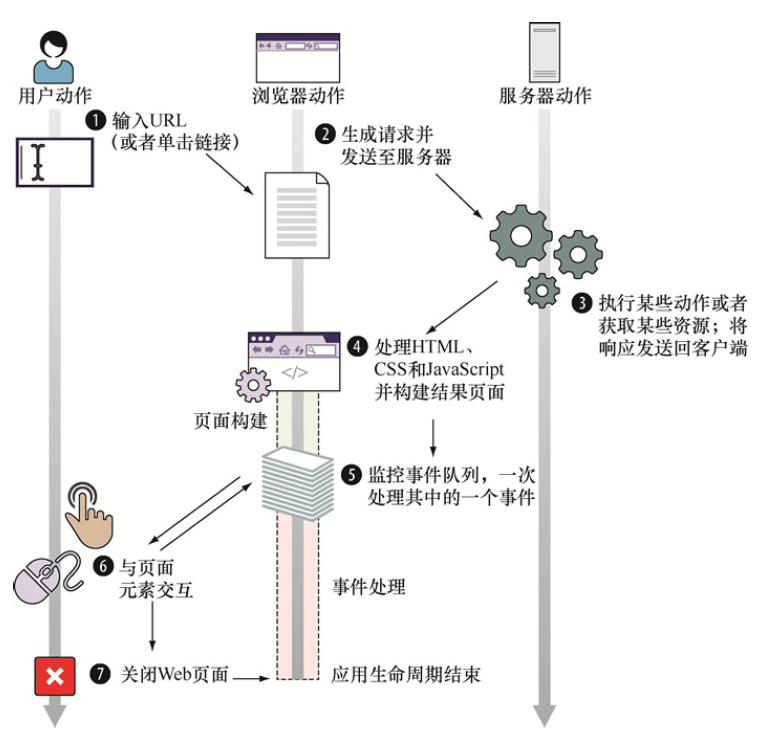 用户动作
浏览器动作
服务器动作
❶ 输入URL
(或者单击链接)
❷ 生成请求并
发送至服务器
❸ 执行某些动作或者
获取某些资源；将
响应发送回客户端
❹ 处理HTML、
CSS和JavaScript
并构建结果页面
</>
页面构建
❺ 监控事件队列，一次
处理其中的一个事件
❻ 与页面
元素交互
事件处理
❼ 关闭Web页面
应用生命周期结束